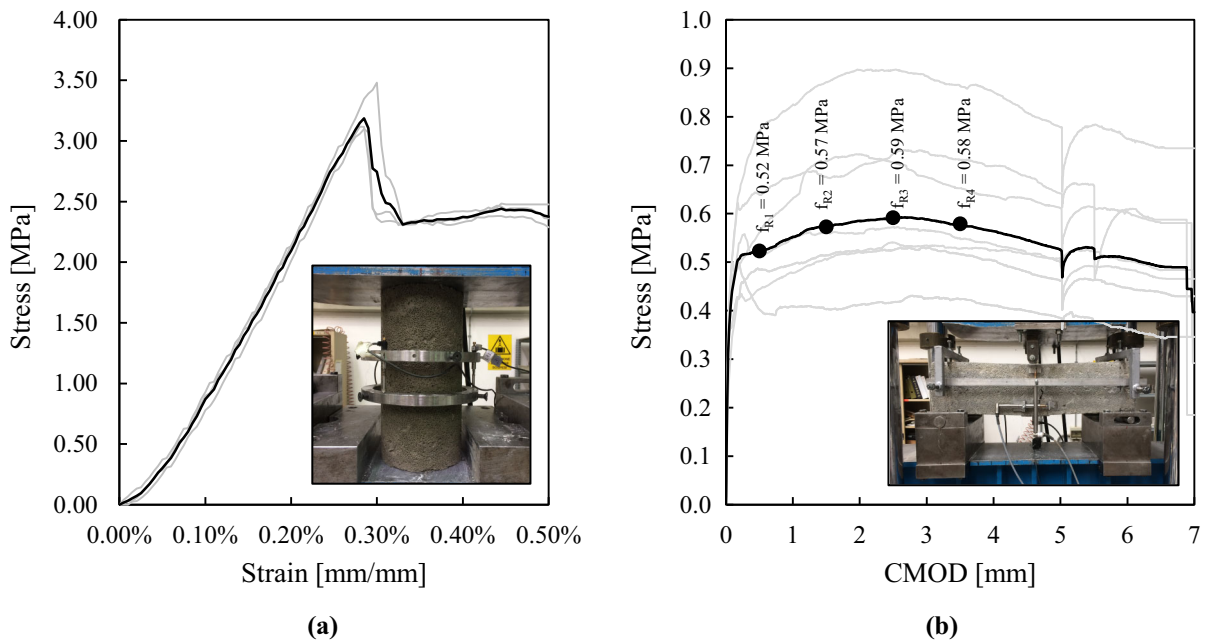 4.00
3.50
3.00
2.50
2.00
1.50
1.00
0.50
0.00
Stress [MPa]
0.00% 0.10% 0.20% 0.30% 0.40% 0.50%
Strain [mm/mm]
(a)
1.0
0.9
0.8
0.7
0.6
0.5
0.4
0.3
0.2
0.1
0.0
Stress [MPa]
fR1 = 0.52 MPa
fR2 = 0.57 MPa
fR3 = 0.59 MPa
fR4 = 0.58 MPa
0 1 2 3 4 5 6 7
CMOD [mm]
(b)